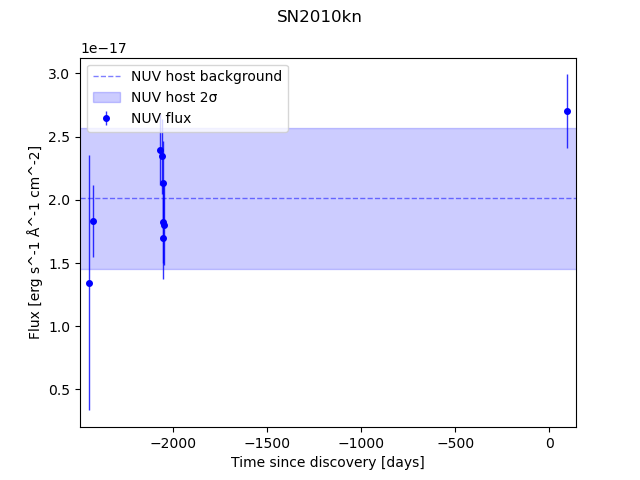 SN2010kn
1e−17
NUV host background
NUV host 2σ
NUV flux
3.0
2.5
2.0
1.5
1.0
0.5
Flux [erg s^-1 Å^-1 cm^-2]
−2000
−1500
−1000
−500
0
Time since discovery [days]